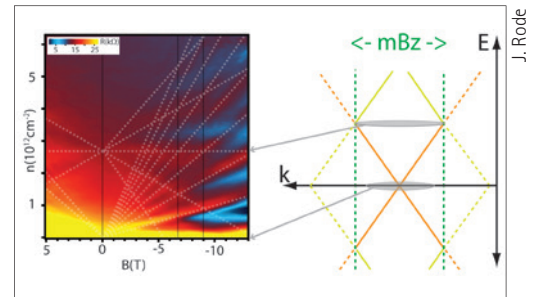 R(kΩ)
5 15 25
5
1
n(10¹²cm⁻²)
5 0 -5 -10
B(T)
<- mBz ->
E
k
J. Rode